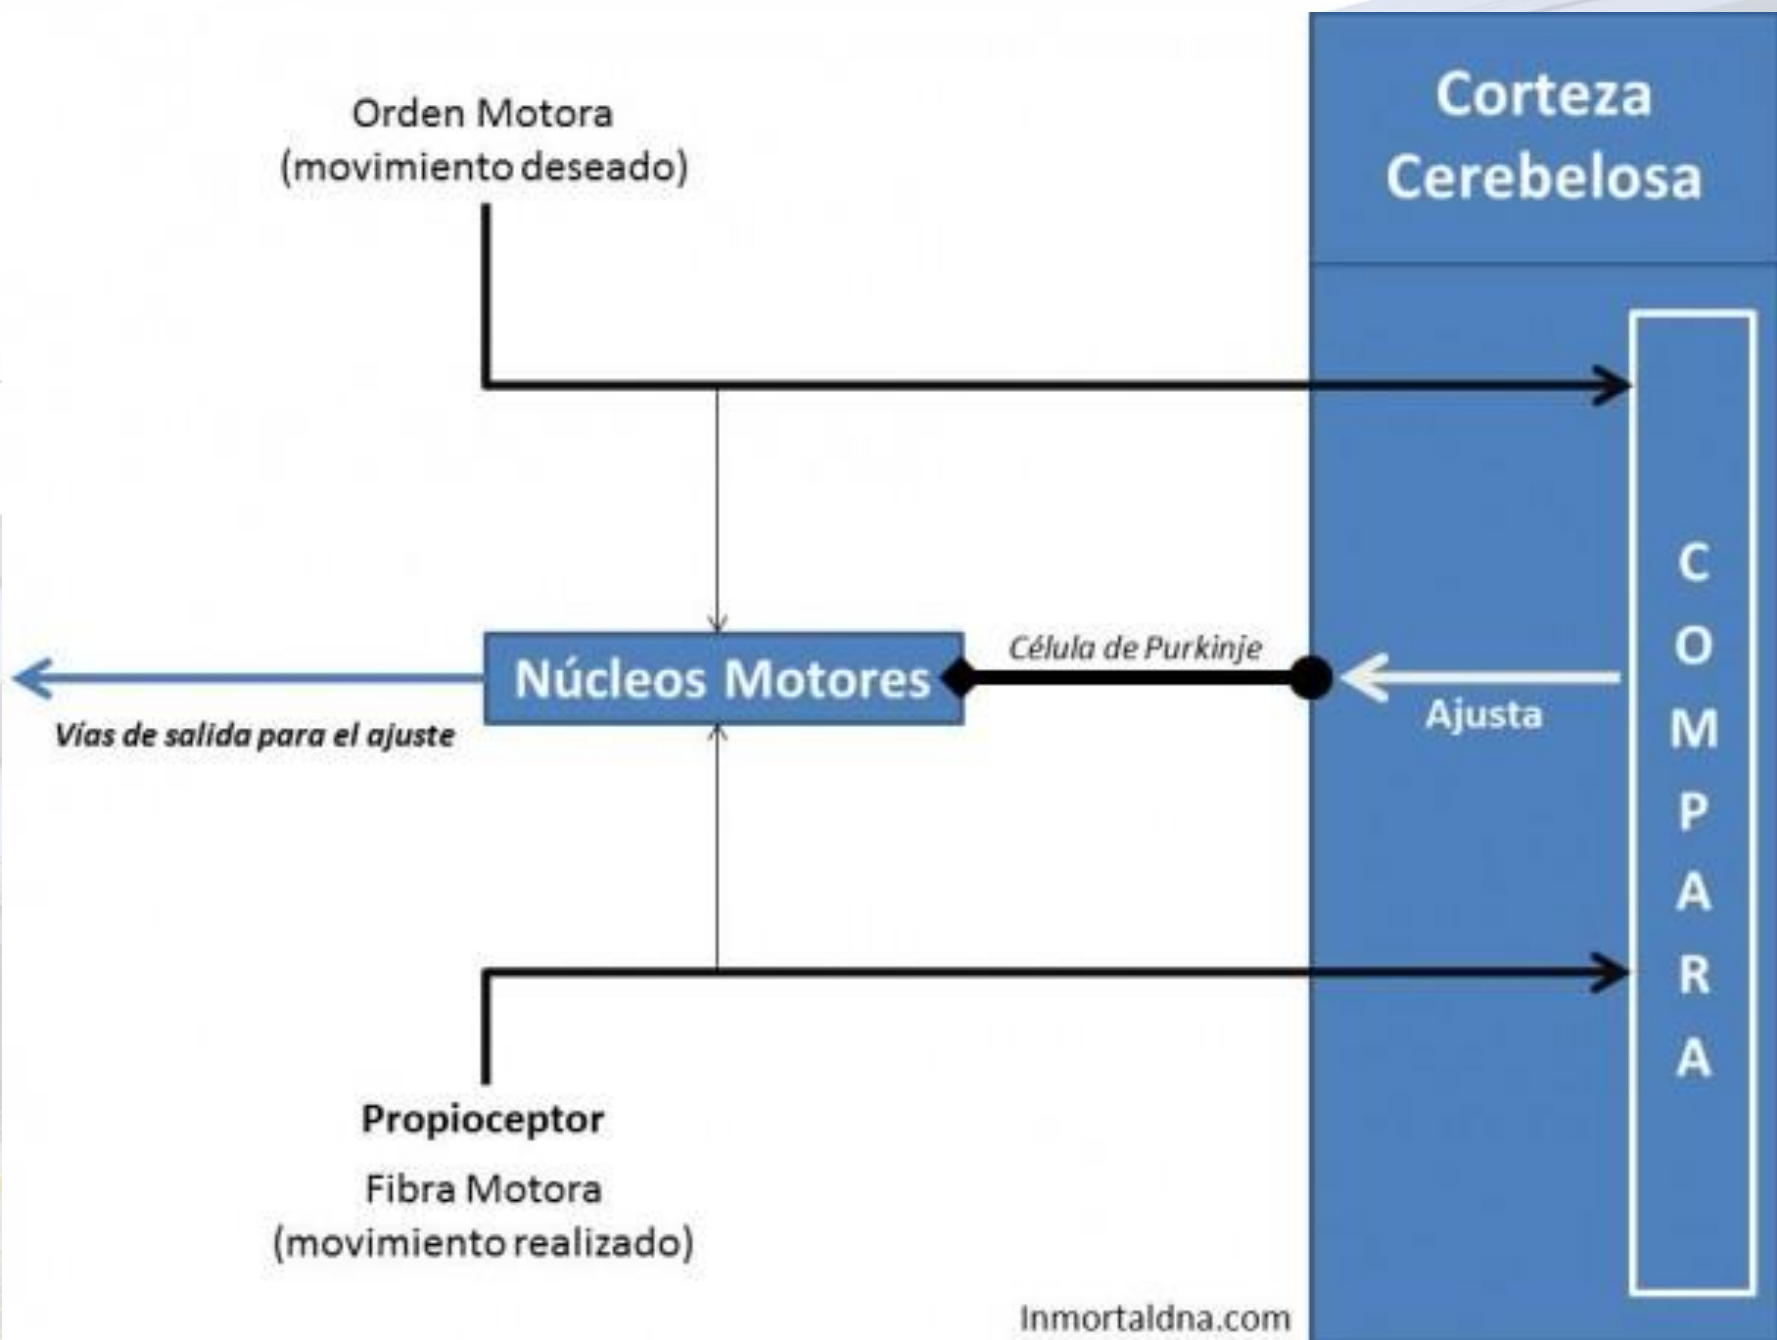 Orden Motora
(movimiento deseado)
Corteza
Cerebelosa
Núcleos Motores
Célula de Purkinje
Ajusta
Vías de salida para el ajuste
C
O
M
P
A
R
A
Propioceptor
Fibra Motora
(movimiento realizado)
Inmortaldna.com